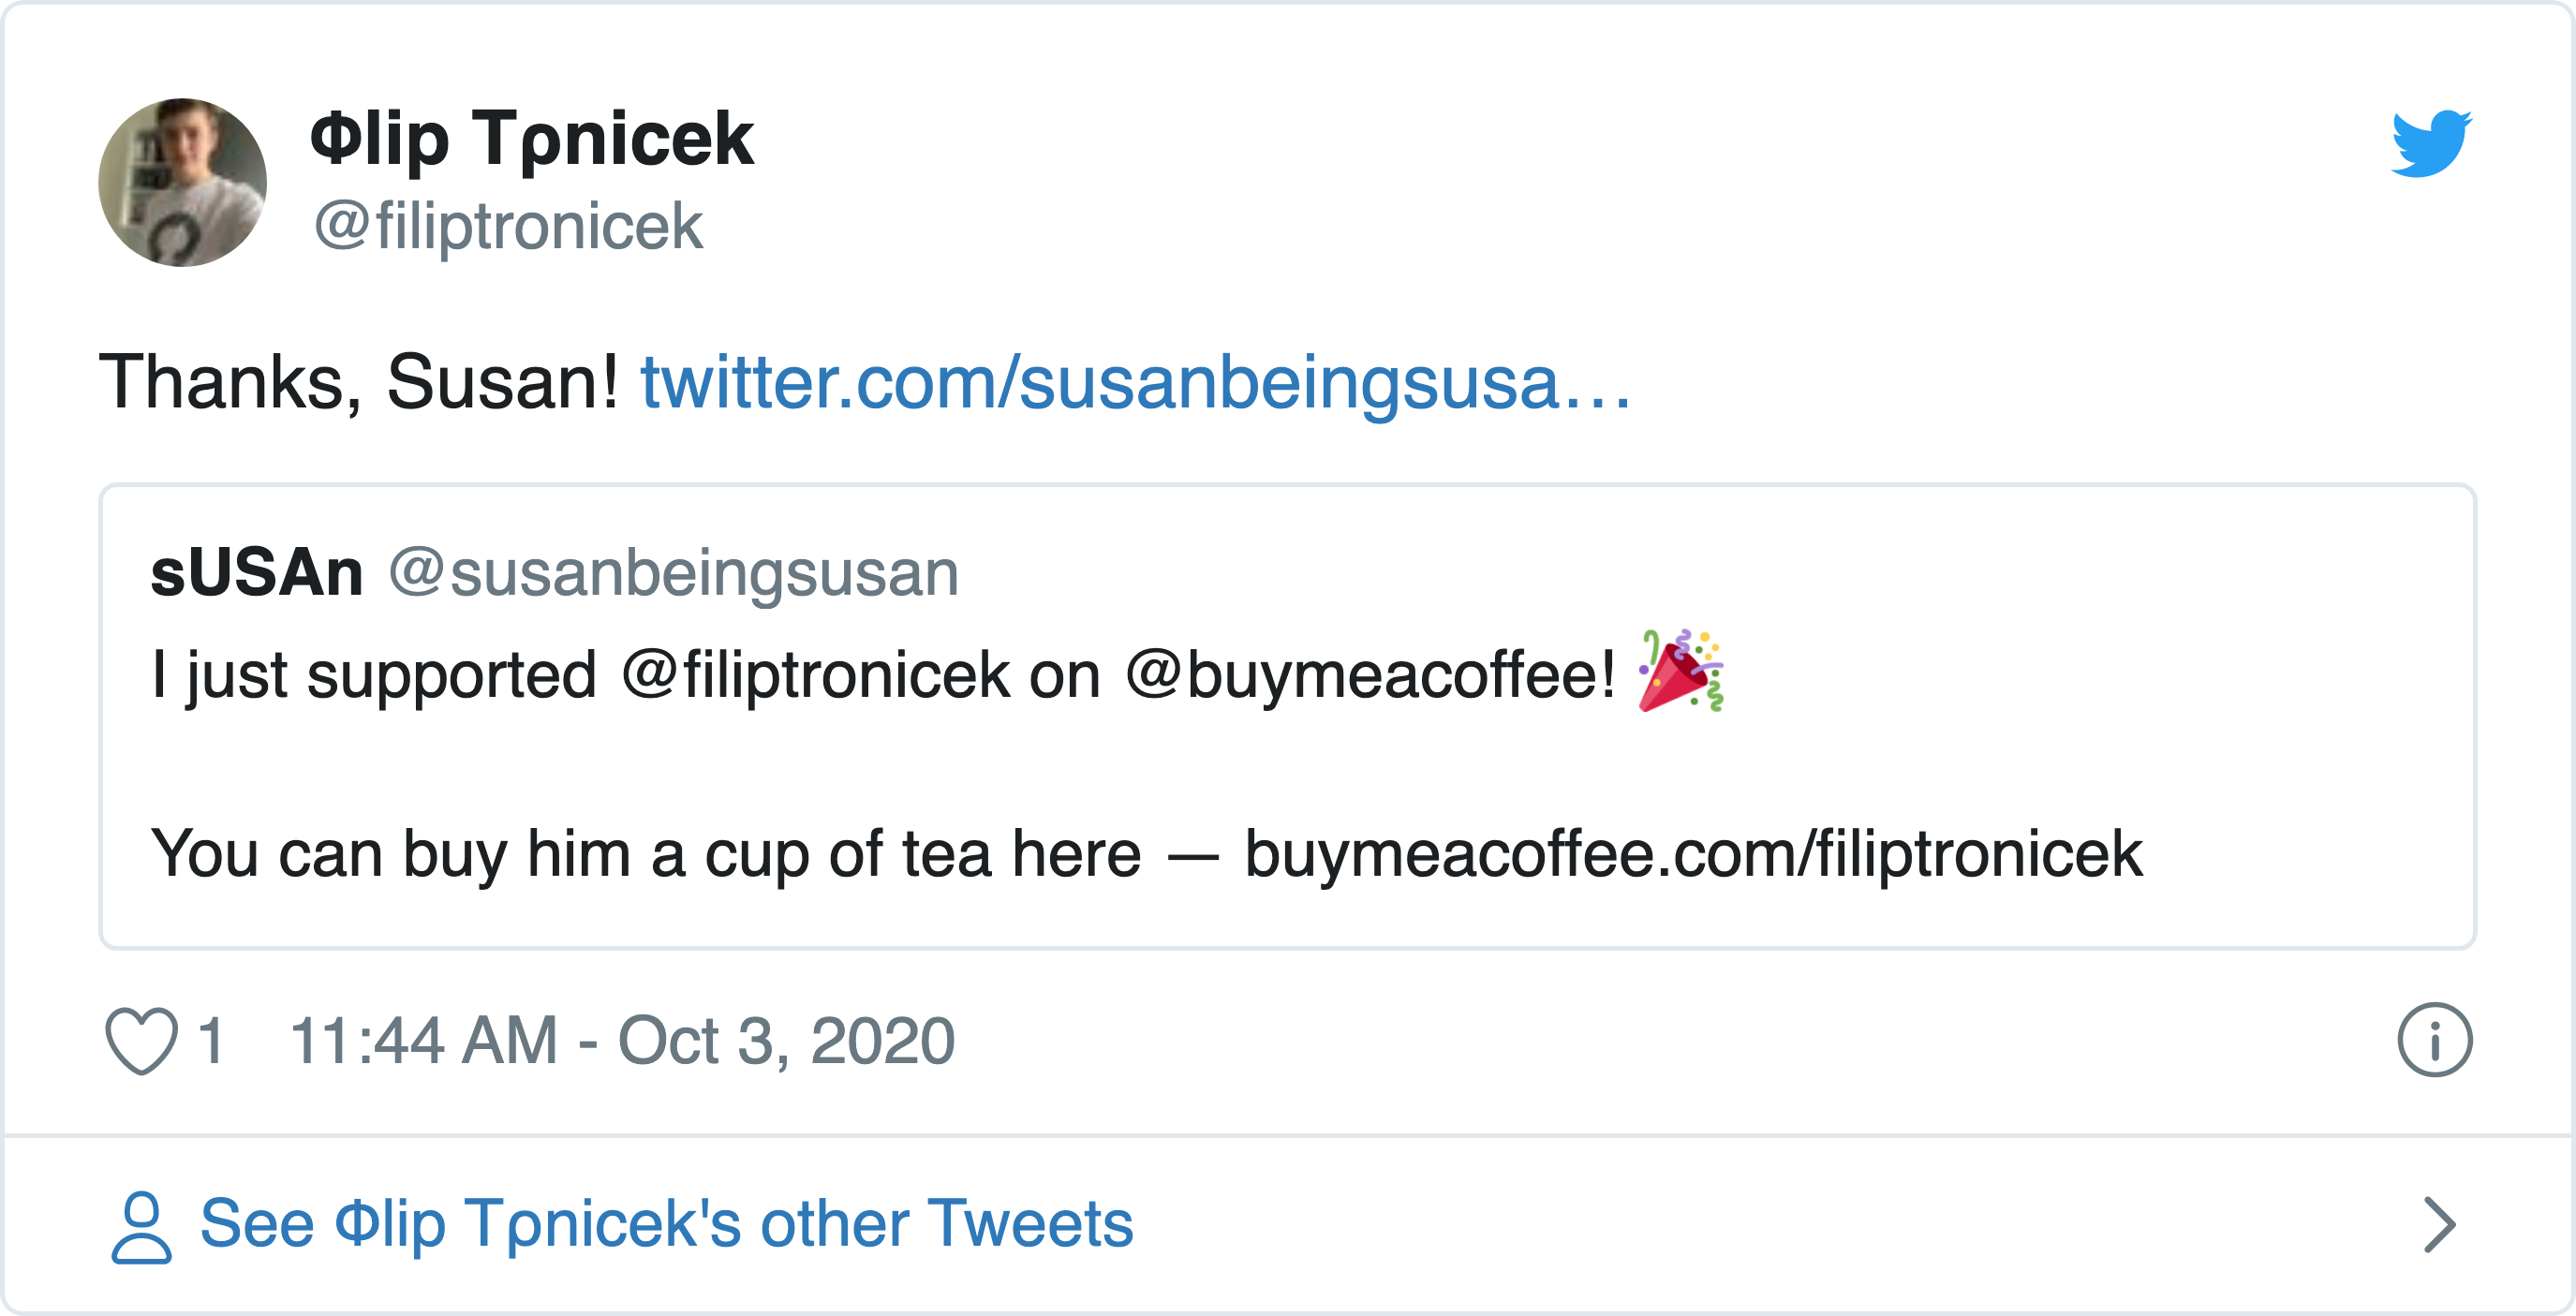 Φlip Tρnicek
@filiptronicek
Thanks, Susan! twitter.com/susanbeingsusa…
sUSAn @susanbeingsusan
I just supported @filiptronicek on @buymeacoffee! 🎉
You can buy him a cup of tea here — buymeacoffee.com/filiptronicek
1 11:44 AM - Oct 3, 2020
See Φlip Tρnicek's other Tweets